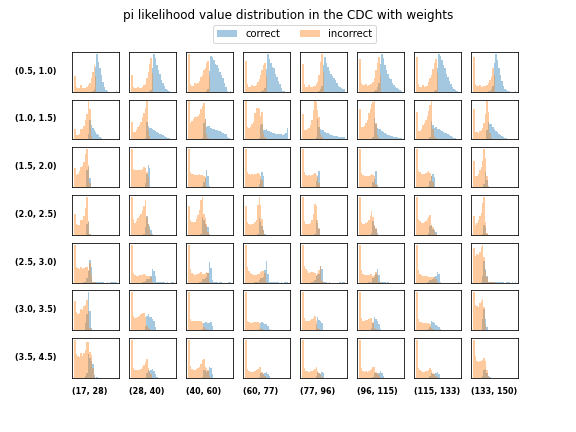 pi likelihood value distribution in the CDC with weights
correct incorrect
(0.5, 1.0)
(1.0, 1.5)
(1.5, 2.0)
(2.0, 2.5)
(2.5, 3.0)
(3.0, 3.5)
(3.5, 4.5)
(17, 28) (28, 40) (40, 60) (60, 77) (77, 96) (96, 115) (115, 133) (133, 150)